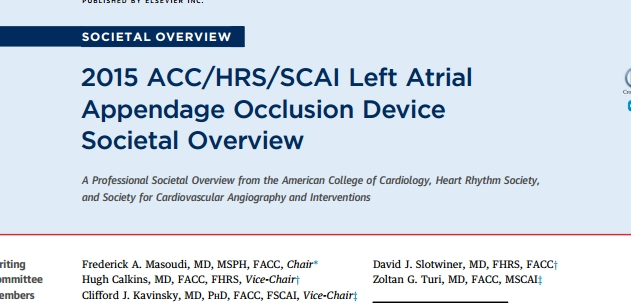 PUBLISHED BY ELSEVIER INC.
SOCIETAL OVERVIEW
2015 ACC/HRS/SCAI Left Atrial
Appendage Occlusion Device
Societal Overview
A Professional Societal Overview from the American College of Cardiology, Heart Rhythm Society,
and Society for Cardiovascular Angiography and Interventions
Frederick A. Masoudi, MD, MSPH, FACC, Chair*
Hugh Calkins, MD, FACC, FHRS, Vice-Chair†
Clifford J. Kavinsky, MD, PHD, FACC, FSCAI, Vice-Chair‡
David J. Slotwiner, MD, FHRS, FACC†
Zoltan G. Turi, MD, FACC, MSCAI‡